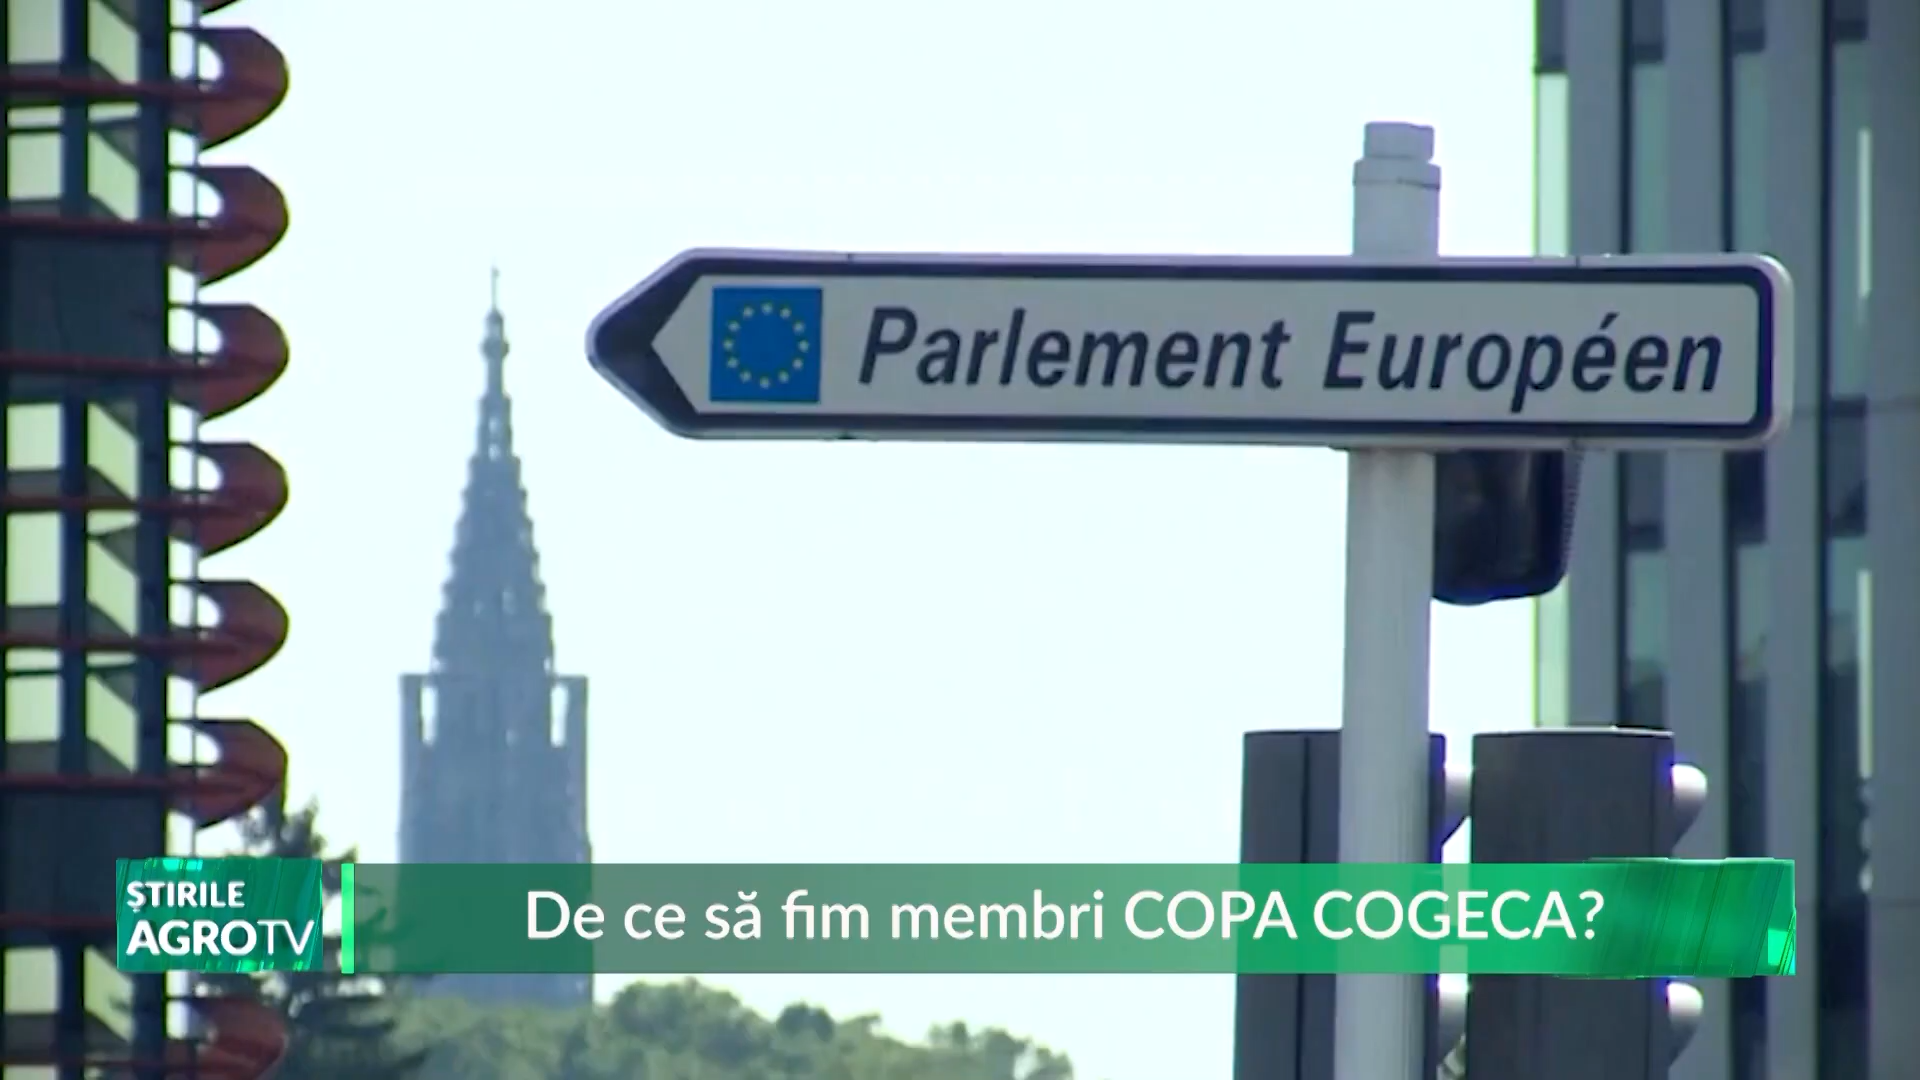 Parlement Européen
ȘTIRILE
AGROTV
De ce să fim membri COPA COGECA?